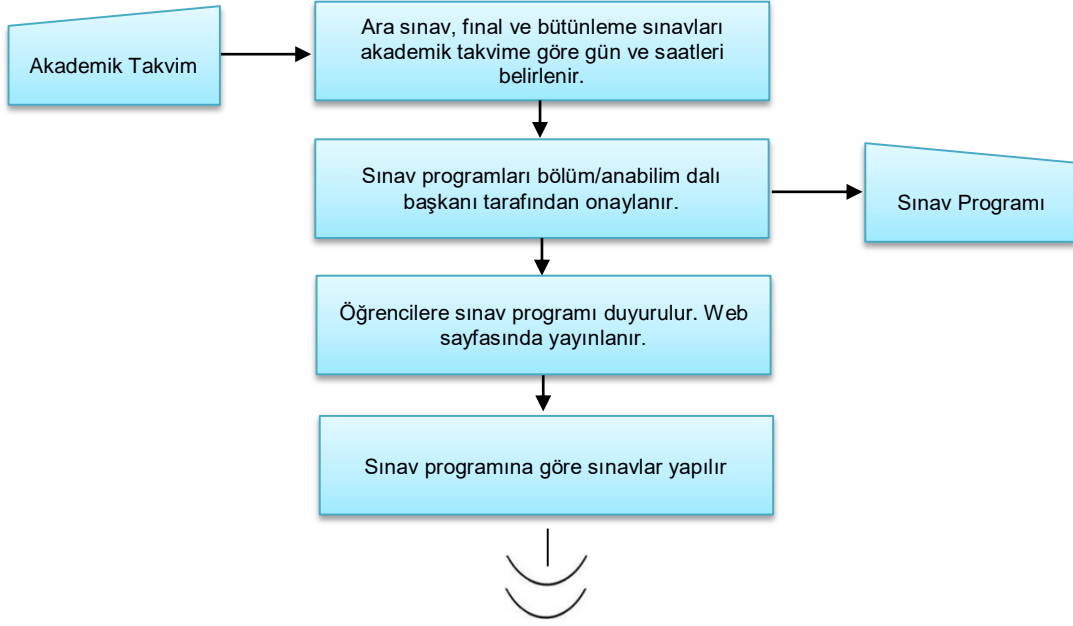 Akademik Takvim
Ara sınav, fınal ve bütünleme sınavları
akademik takvime göre gün ve saatleri
belirlenir.
Sınav programları bölüm/anabilim dalı
başkanı tarafından onaylanır.
Sınav Programı
Öğrencilere sınav programı duyurulur. Web
sayfasında yayınlanır.
Sınav programına göre sınavlar yapılır